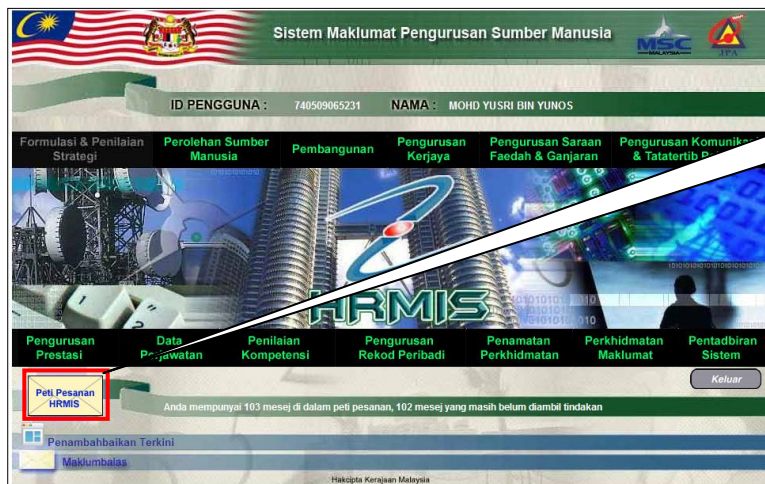 Sistem Maklumat Pengurusan Sumber Manusia
MSC
MALAYSIA
JPA
ID PENGGUNA : 740509065231 NAMA : MOHD YUSRI BIN YUNOS
Formulasi & Penilaian Strategi
Perolehan Sumber Manusia
Pembangunan
Pengurusan Kerjaya
Pengurusan Saraan Faedah & Ganjaran
Pengurusan & Tatatertib
HRMIS
Pengurusan Prestasi
Data Perjawatan
Penilaian Kompetensi
Pengurusan Rekod Peribadi
Penamatan Perkhidmatan
Perkhidmatan Maklumat
Pentadbiran Sistem
Keluar
Peti Pesanan
HRMIS
Anda mempunyai 103 mesej di dalam peti pesanan, 102 mesej yang masih belum diambil tindakan
Penambahbaikan Terkini
Maklumbalas
Hakcipta Kerajaan Malaysia